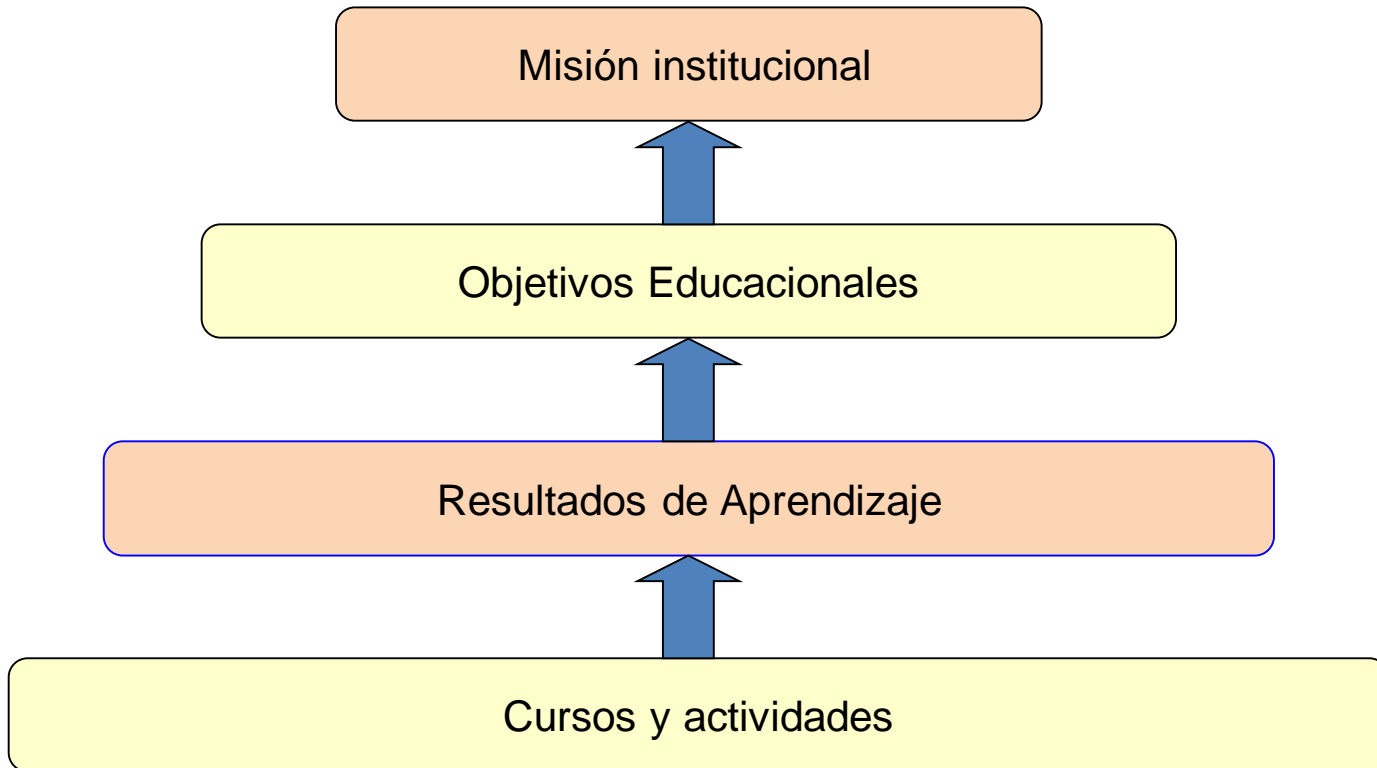 Misión institucional
Objetivos Educacionales
Resultados de Aprendizaje
Cursos y actividades